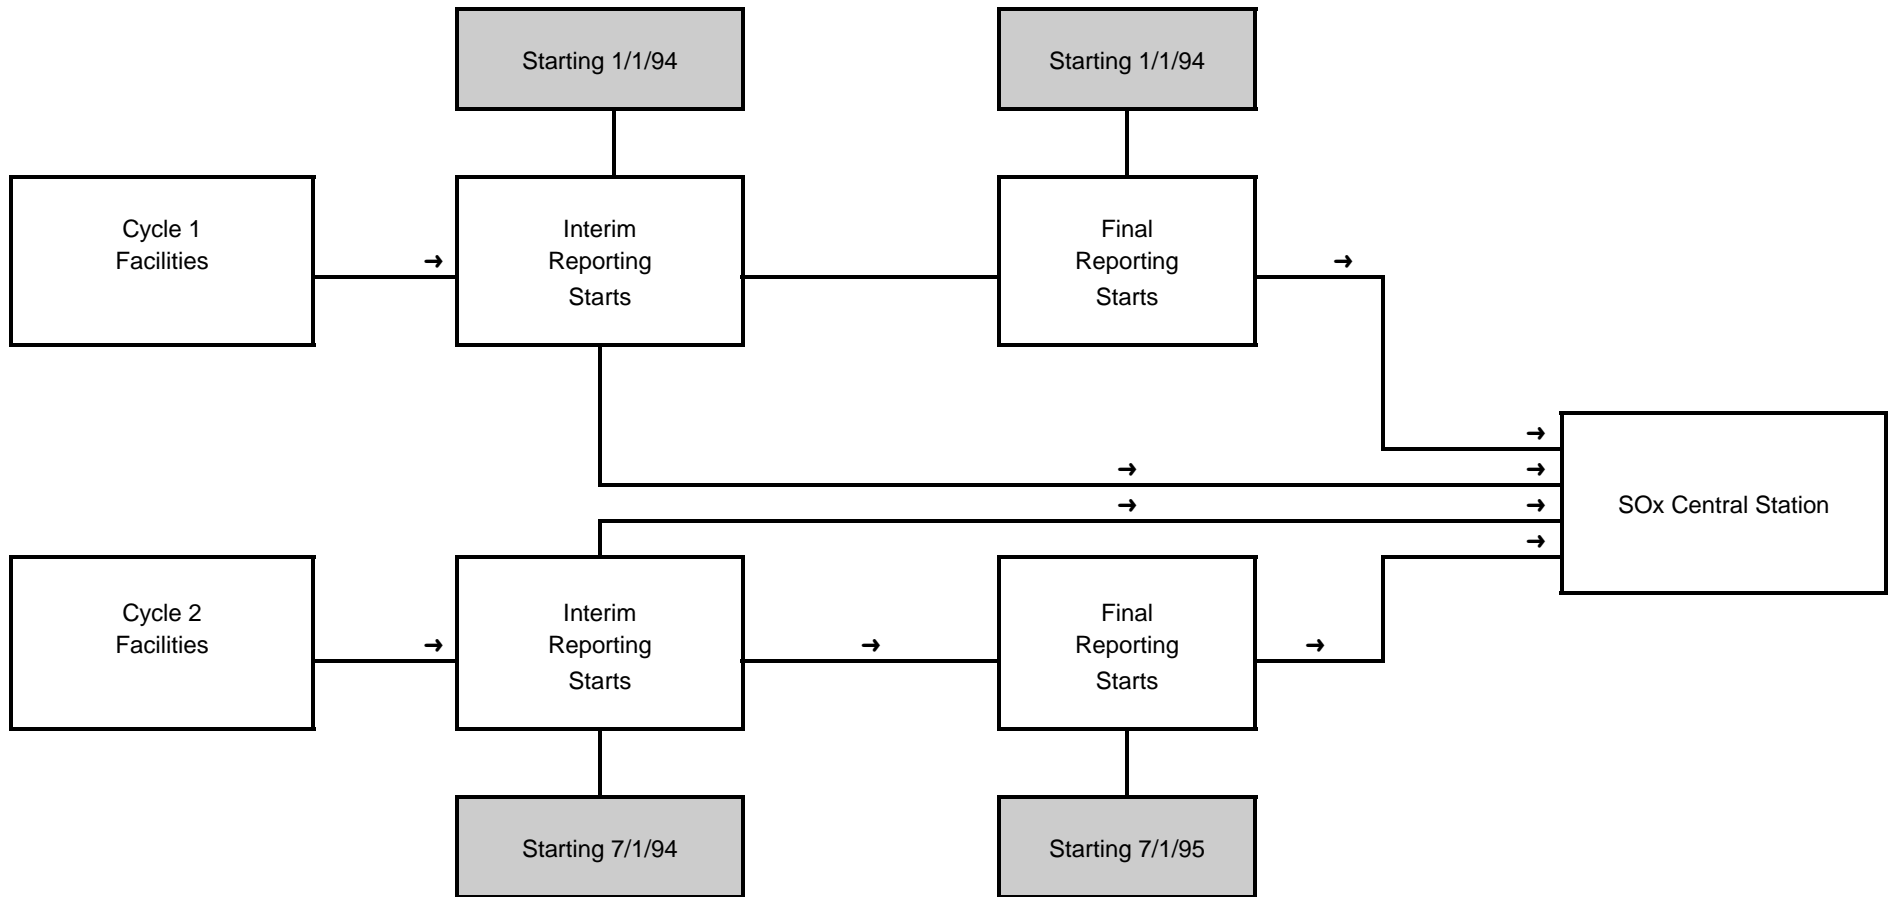 Starting 1/1/94
Starting 1/1/94
Cycle 1
Facilities
Interim
Reporting
Starts
Final
Reporting
Starts
SOx Central Station
Cycle 2
Facilities
Interim
Reporting
Starts
Final
Reporting
Starts
Starting 7/1/94
Starting 7/1/95